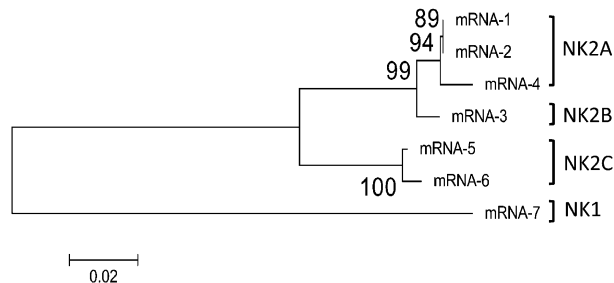 89 mRNA-1
94 mRNA-2 NK2A
99
mRNA-4
mRNA-3 NK2B
mRNA-5
NK2C
100 mRNA-6
mRNA-7 NK1
0.02